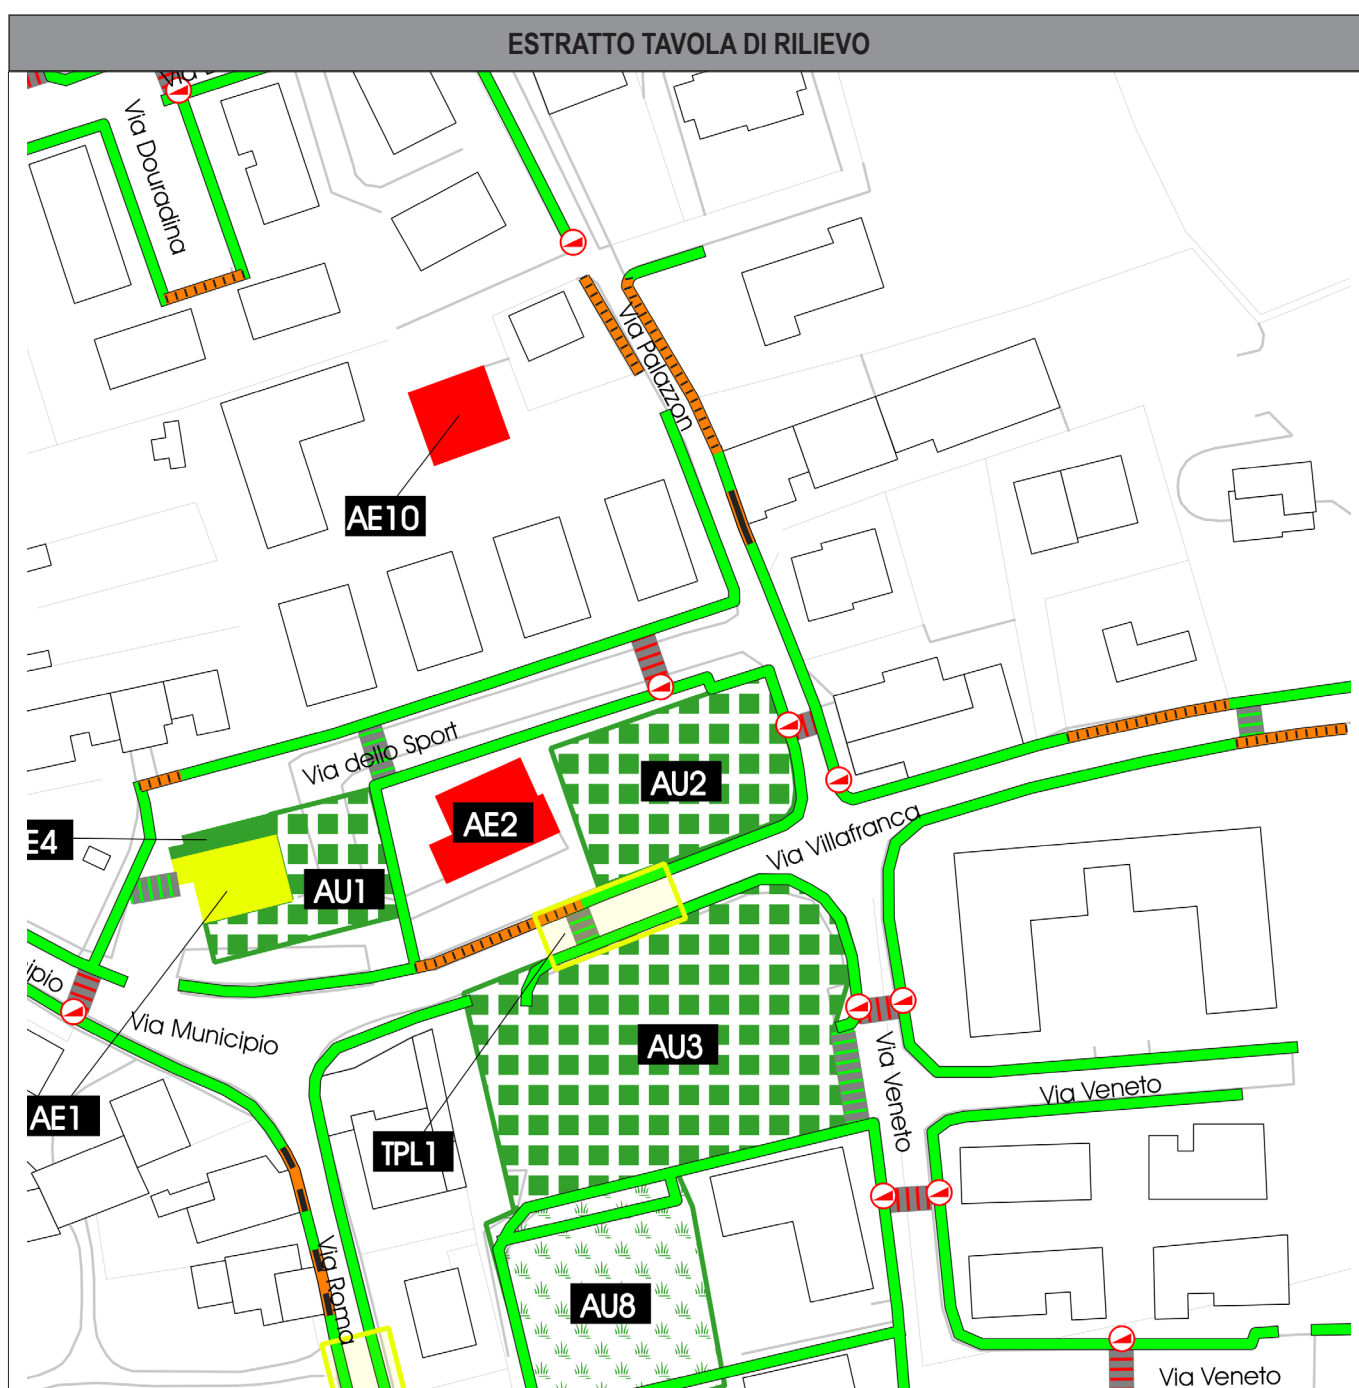 ESTRATTO TAVOLA DI RILIEVO
Via Douradina
Via Palazzon
AE10
Via dello Sport
AU2
AE2
E4
Via Villafranca
AU1
ipio
Via Municipio
AU3
Via Veneto
Via Veneto
AE1
TPL1
Via Roma
AU8
Via Veneto